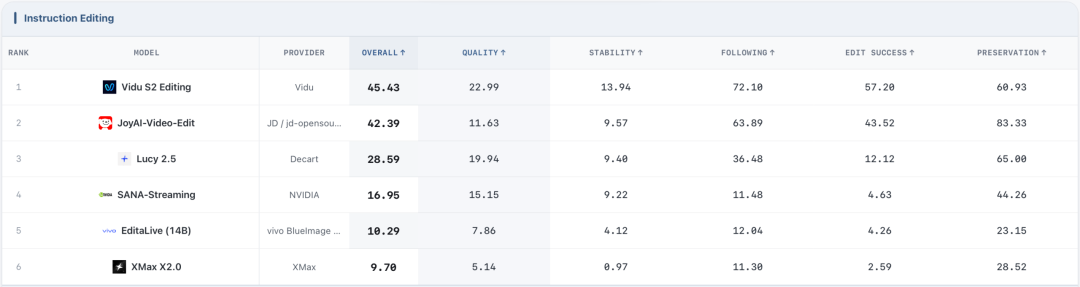 Instruction Editing
RANK MODEL PROVIDER OVERALL↑ QUALITY↑ STABILITY↑ FOLLOWING↑ EDIT SUCCESS↑ PRESERVATION↑
1 Vidu S2 Editing Vidu 45.43 22.99 13.94 72.10 57.20 60.93
2 JoyAI-Video-Edit JD / jd-opensou... 42.39 11.63 9.57 63.89 43.52 83.33
3 Lucy 2.5 Decart 28.59 19.94 9.40 36.48 12.12 65.00
4 SANA-Streaming NVIDIA 16.95 15.15 9.22 11.48 4.63 44.26
5 vivo EditaLive (14B) vivo BlueImage ... 10.29 7.86 4.12 12.04 4.26 23.15
6 XMax X2.0 XMax 9.70 5.14 0.97 11.30 2.59 28.52